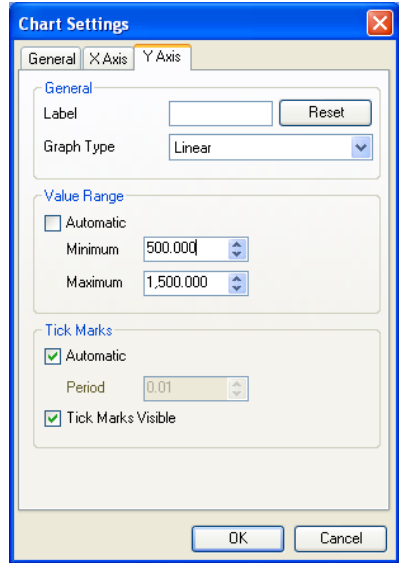 Chart Settings
General X Axis Y Axis
General
Label Reset
Graph Type Linear
Value Range
Automatic
Minimum 500.000
Maximum 1,500.000
Tick Marks
Automatic
Period 0.01
Tick Marks Visible
OK Cancel